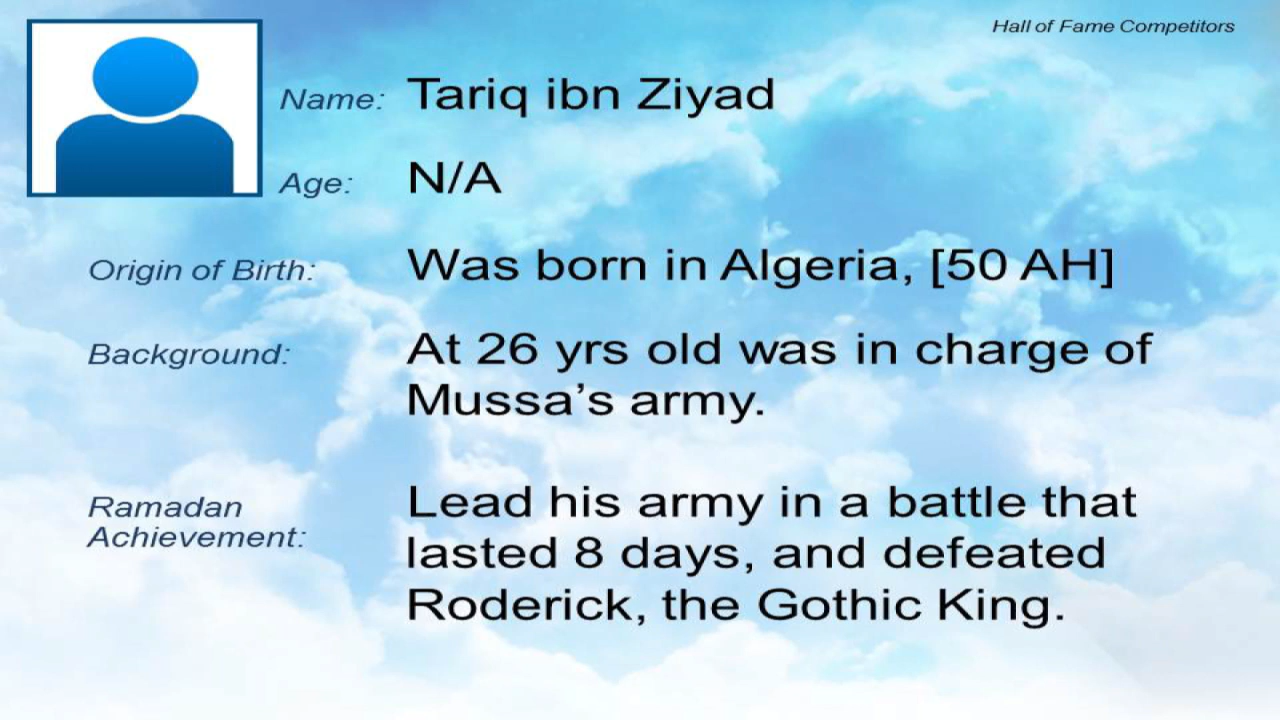 Hall of Fame Competitors
Name: Tariq ibn Ziyad
Age: N/A
Origin of Birth: Was born in Algeria, [50 AH]
Background: At 26 yrs old was in charge of
Mussa’s army.
Ramadan
Achievement:
Lead his army in a battle that
lasted 8 days, and defeated
Roderick, the Gothic King.